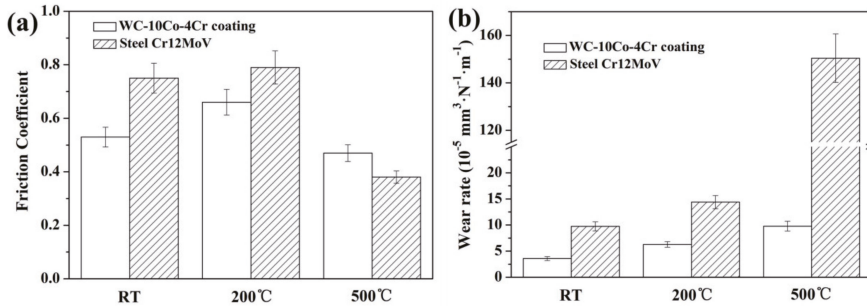 (a)
WC-10Co-4Cr coating
Steel Cr12MoV
Friction Coefficient
1.0
0.8
0.6
0.4
0.2
0.0
RT
200℃
500℃
(b)
WC-10Co-4Cr coating
Steel Cr12MoV
Wear rate (10⁻⁵ mm³·N⁻¹·m⁻¹)
160
140
120
20
15
10
5
0
RT
200℃
500℃